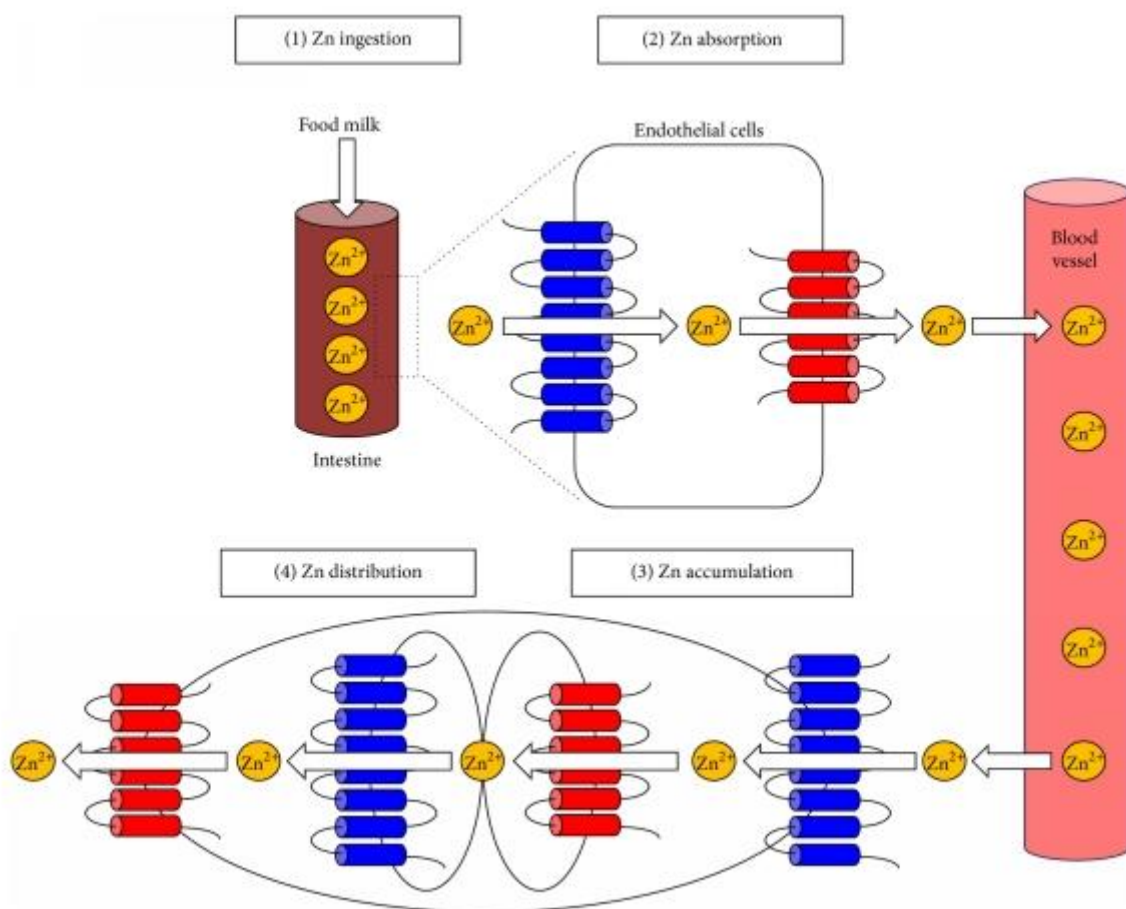 (1) Zn ingestion
(2) Zn absorption
Food milk
Endothelial cells
Zn2+
Zn2+
Zn2+
Zn2+
Intestine
Zn2+
Zn2+
Zn2+
Blood
vessel
Zn2+
Zn2+
Zn2+
Zn2+
(4) Zn distribution
(3) Zn accumulation
Zn2+
Zn2+
Zn2+
Zn2+
Zn2+
Zn2+